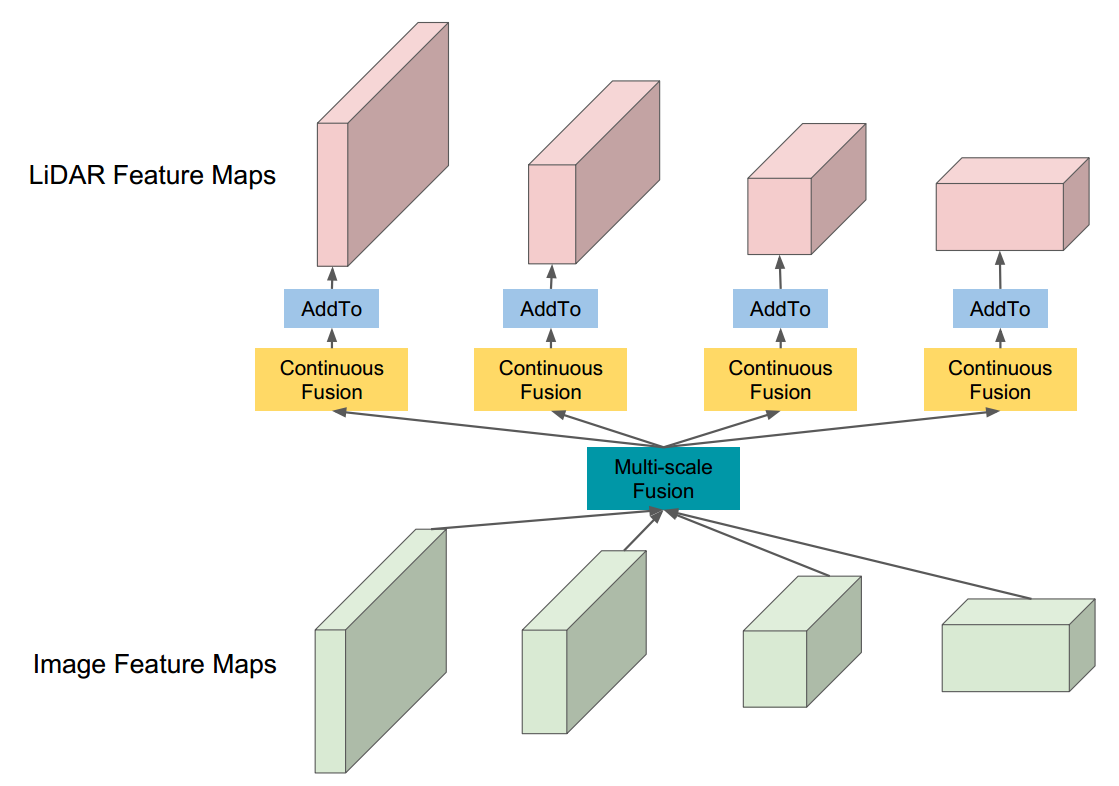 LiDAR Feature Maps
AddTo
AddTo
AddTo
AddTo
Continuous
Fusion
Continuous
Fusion
Continuous
Fusion
Continuous
Fusion
Multi-scale
Fusion
Image Feature Maps